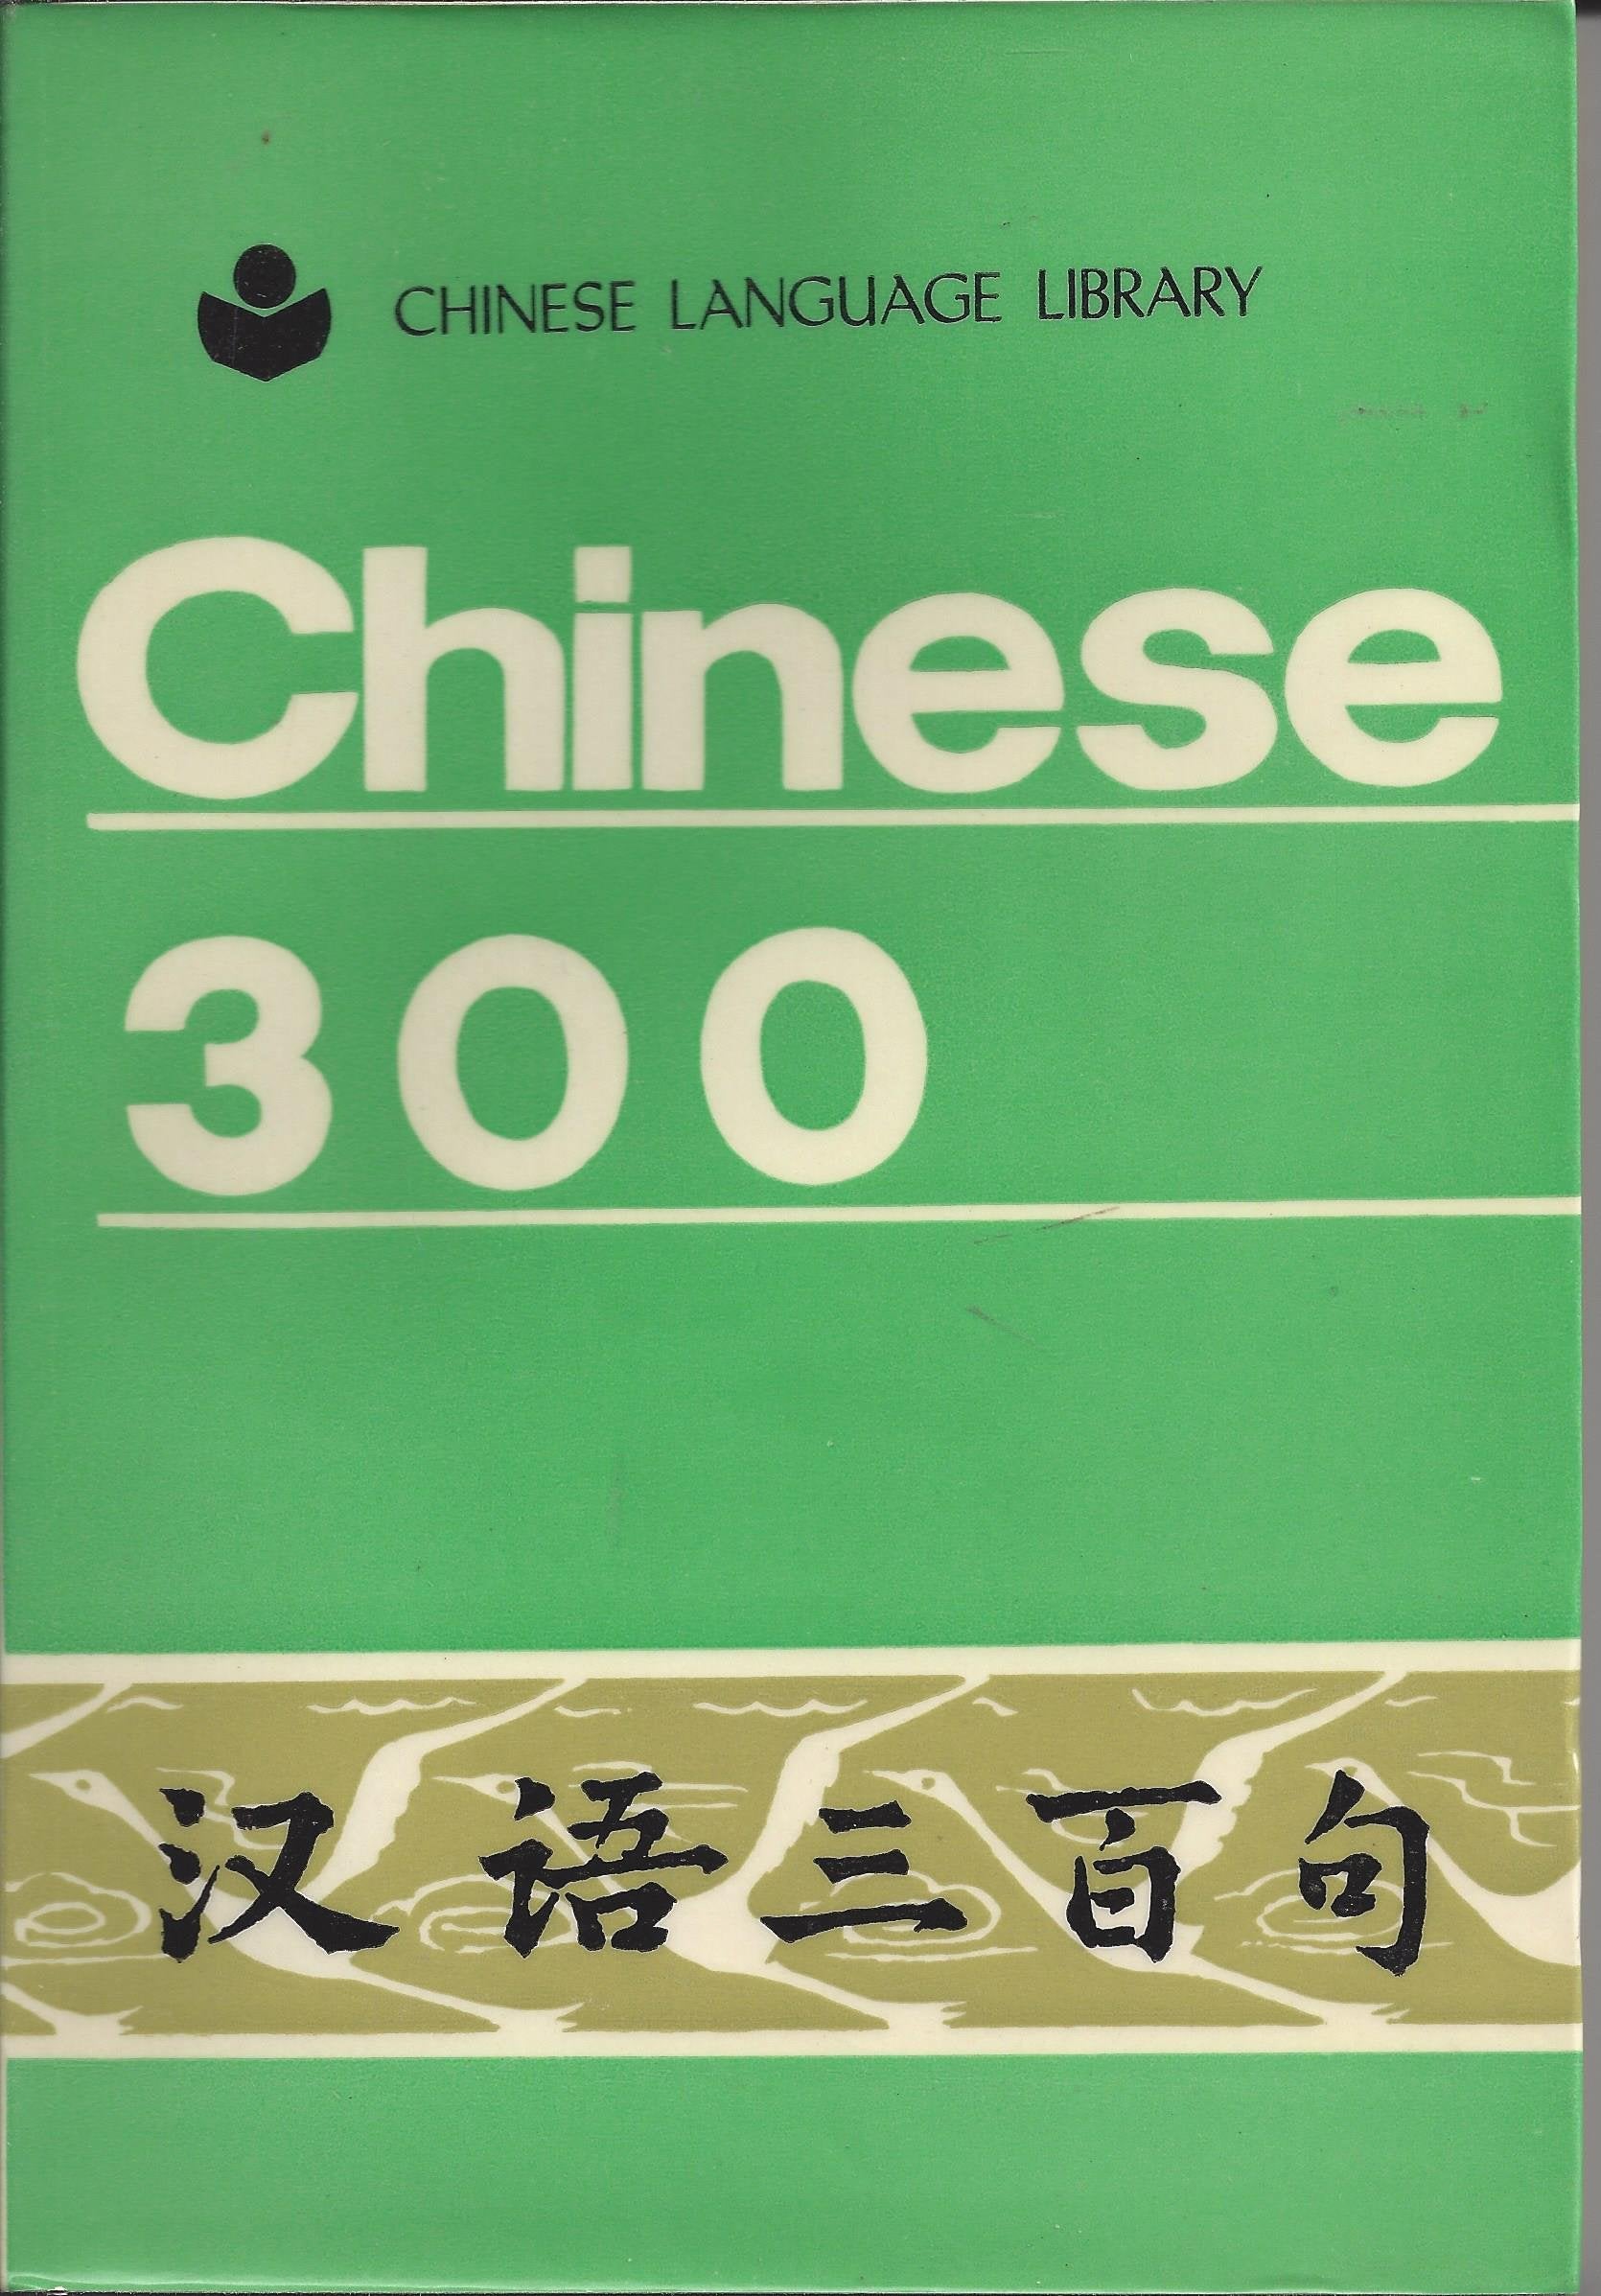 CHINESE LANGUAGE LIBRARY
Chinese
300
汉语三百句